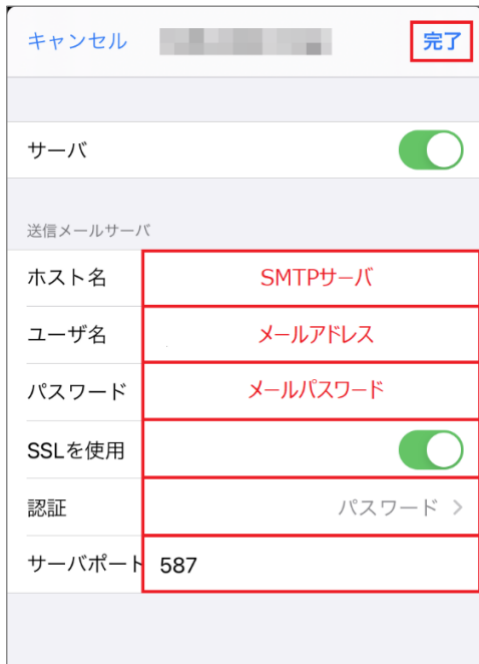 キャンセル 完了
サーバ
送信メールサーバ
ホスト名 SMTPサーバ
ユーザ名 メールアドレス
パスワード メールパスワード
SSLを使用
認証 パスワード >
サーバポート 587